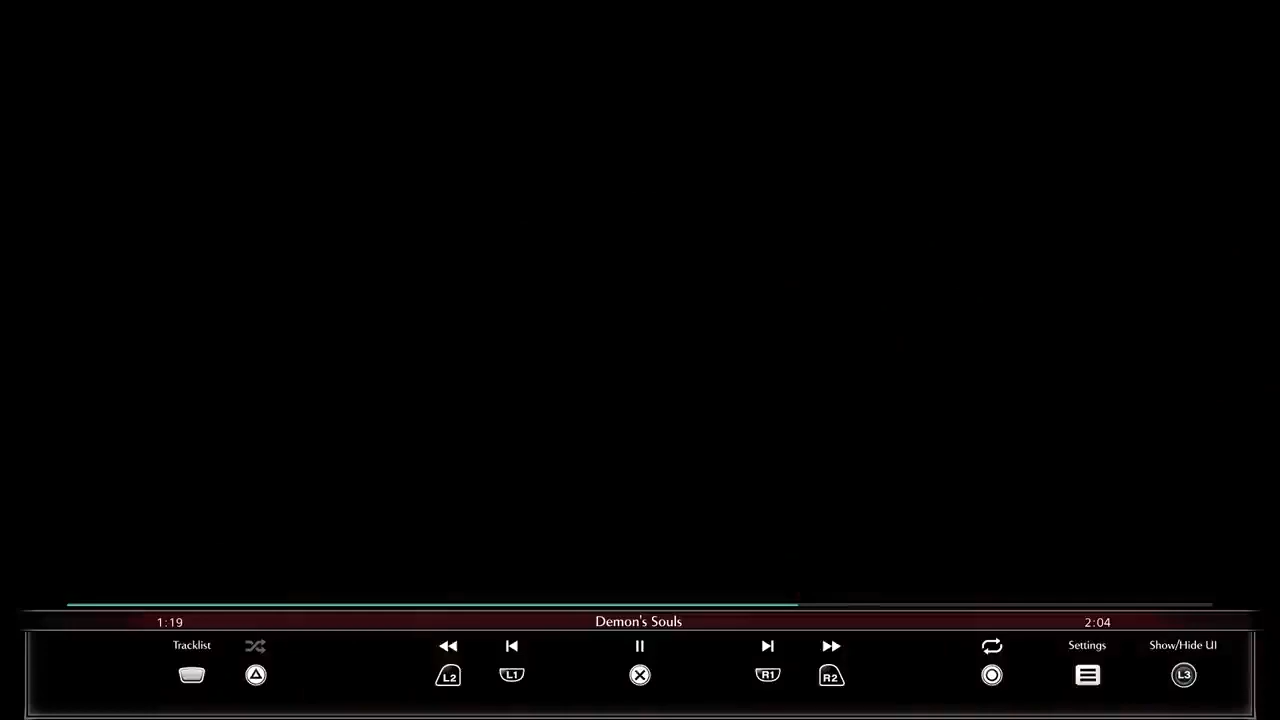 1:19 Demon's Souls 2:04
Tracklist Settings Show/Hide UI
L2 L1 R1 R2 L3